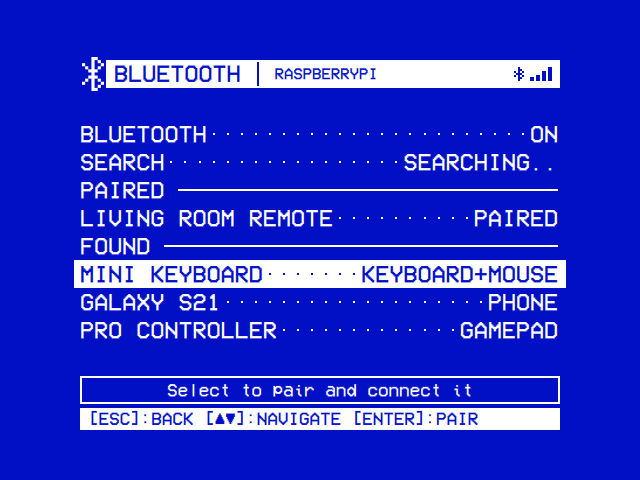 BLUETOOTH RASPBERRYPI
BLUETOOTH ON
SEARCH SEARCHING..
PAIRED
LIVING ROOM REMOTE PAIRED
FOUND
MINI KEYBOARD KEYBOARD+MOUSE
GALAXY S21 PHONE
PRO CONTROLLER GAMEPAD
Select to pair and connect it
[ESC]:BACK [▲▼]:NAVIGATE [ENTER]:PAIR